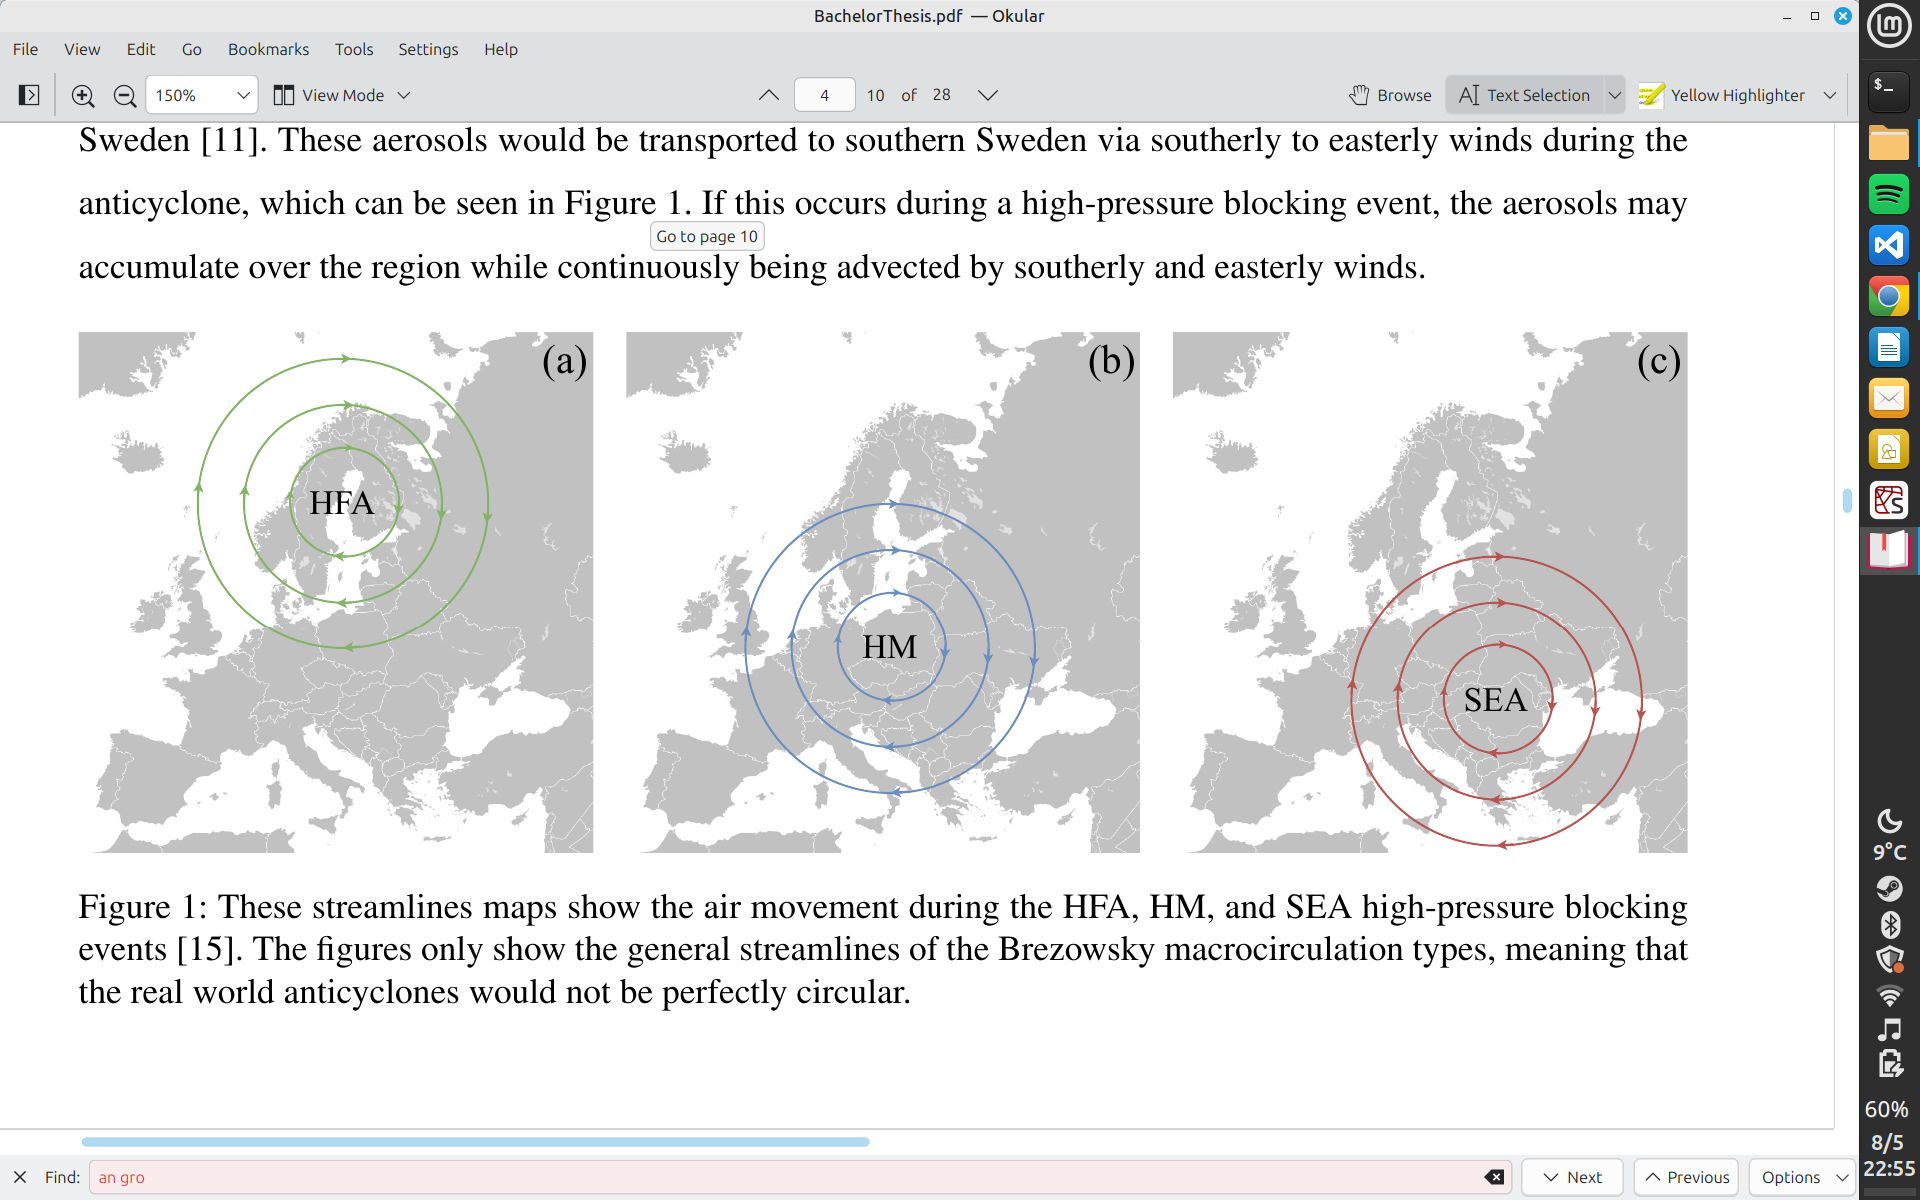 BachelorThesis.pdf — Okular
File View Edit Go Bookmarks Tools Settings Help
150% View Mode 4 10 of 28 Browse Text Selection Yellow Highlighter
Sweden [11]. These aerosols would be transported to southern Sweden via southerly to easterly winds during the
anticyclone, which can be seen in Figure 1. If this occurs during a high-pressure blocking event, the aerosols may
Go to page 10
accumulate over the region while continuously being advected by southerly and easterly winds.
(a) (b) (c)
HFA
HM
SEA
Figure 1: These streamlines maps show the air movement during the HFA, HM, and SEA high-pressure blocking
events [15]. The figures only show the general streamlines of the Brezowsky macrocirculation types, meaning that
the real world anticyclones would not be perfectly circular.
Find: an gro Next Previous Options
9°C
60%
8/5
22:55